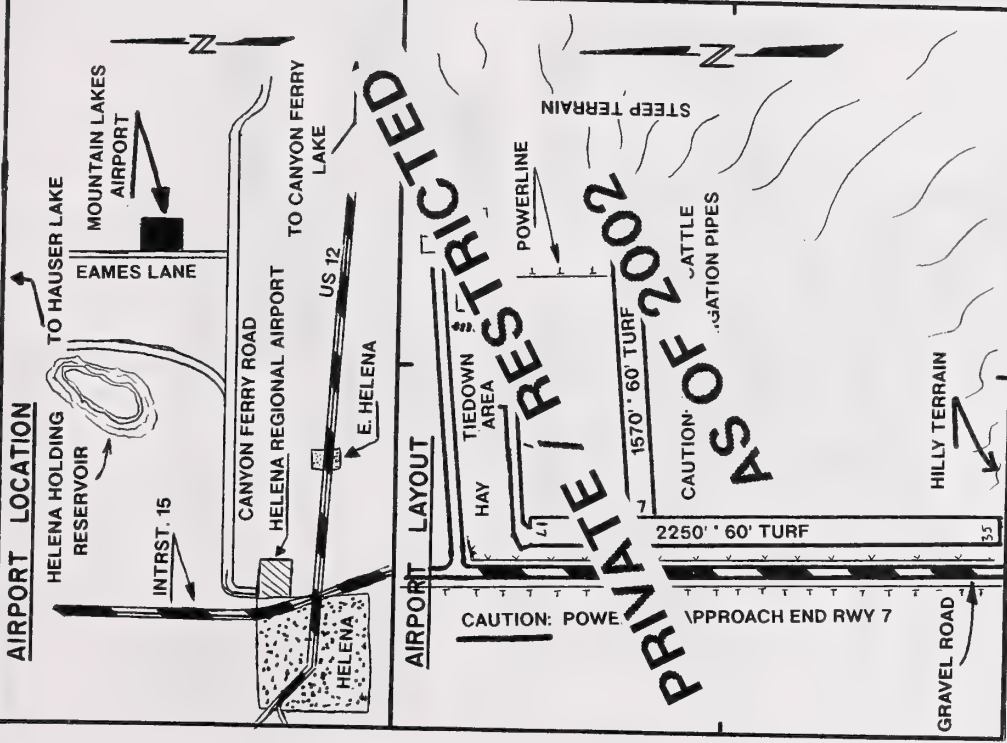 AIRPORT LOCATION
TO HAUSER LAKE
HELENA HOLDING
RESERVOIR
MOUNTAIN LAKES
AIRPORT
N
EAMES LANE
INTRST. 15
CANYON FERRY ROAD
HELENA REGIONAL AIRPORT
TO CANYON FERRY
LAKE
US 12
E. HELENA
HELENA
AIRPORT LAYOUT
N
HAY
TIEDOWN
AREA
POWERLINE
STEEP TERRAIN
PRIVATE / RESTRICTED
AS OF 2002
1570' * 60' TURF
7
CAUTION:
17
2250' * 60' TURF
35
HILLY TERRAIN
CAUTION: APPROACH END RWY 7
GRAVEL ROAD